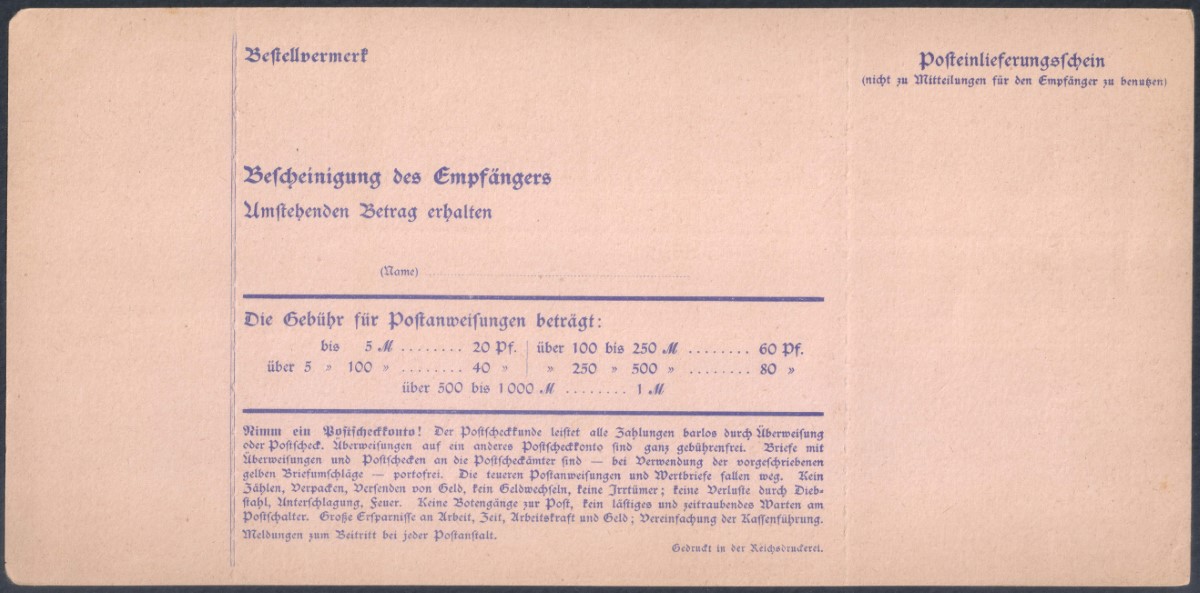 Bestellvermerk
Posteinlieferungsschein
(nicht zu Mitteilungen für den Empfänger zu benutzen)
Bescheinigung des Empfängers
Umstehenden Betrag erhalten
(Name)
Die Gebühr für Postanweisungen beträgt:
bis 5 M ........ 20 Pf. über 100 bis 250 M ........ 60 Pf.
über 5 » 100 » ........ 40 » » 250 » 500 » ........ 80 »
über 500 bis 1000 M ........ 1 M
Nimm ein Postscheckkonto! Der Postscheckkunde leistet alle Zahlungen barlos durch Überweisung
oder Postscheck. Überweisungen auf ein anderes Postscheckkonto sind ganz gebührenfrei. Briefe mit
Überweisungen und Postschecken an die Postscheckämter sind — bei Verwendung der vorgeschriebenen
gelben Briefumschläge — portofrei. Die teueren Postanweisungen und Wertbriefe fallen weg. Kein
Zählen, Verpacken, Versenden von Geld, kein Geldwechseln, keine Irrtümer; keine Verluste durch Dieb-
stahl, Unterschlagung, Feuer. Keine Botengänge zur Post, kein lästiges und zeitraubendes Warten am
Postschalter. Große Ersparnisse an Arbeit, Zeit, Arbeitskraft und Geld; Vereinfachung der Kassenführung.
Meldungen zum Beitritt bei jeder Postanstalt.
Gedruckt in der Reichsdruckerei.